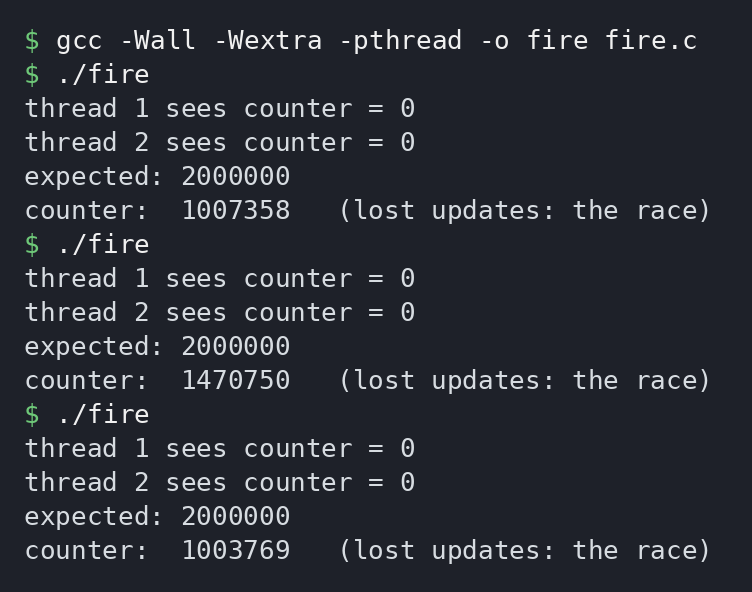 $ gcc -Wall -Wextra -pthread -o fire fire.c
$ ./fire
thread 1 sees counter = 0
thread 2 sees counter = 0
expected: 2000000
counter:  1007358   (lost updates: the race)
$ ./fire
thread 1 sees counter = 0
thread 2 sees counter = 0
expected: 2000000
counter:  1470750   (lost updates: the race)
$ ./fire
thread 1 sees counter = 0
thread 2 sees counter = 0
expected: 2000000
counter:  1003769   (lost updates: the race)